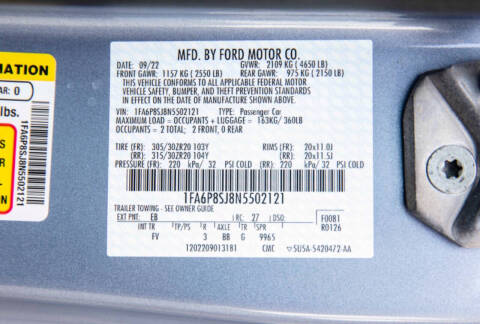 MFD. BY FORD MOTOR CO.
DATE: 09/22 GVWR: 2109 KG ( 4650 LB)
FRONT GAWR: 1157 KG ( 2550 LB) REAR GAWR: 975 KG ( 2150 LB)
THIS VEHICLE CONFORMS TO ALL APPLICABLE FEDERAL MOTOR
VEHICLE SAFETY, BUMPER, AND THEFT PREVENTION STANDARDS
IN EFFECT ON THE DATE OF MANUFACTURE SHOWN ABOVE.
VIN: 1FA6P8SJ8N5502121 TYPE: Passenger Car
MAXIMUM LOAD = OCCUPANTS + LUGGAGE = 163KG/360LB
OCCUPANTS = 2 TOTAL: 2 FRONT, 0 REAR
TIRE (FR): 305/30ZR20 103Y RIMS (FR): 20x11.0J
(RR): 315/30ZR20 104Y (RR): 20x11.5J
PRESSURE (FR): 220 kPa/ 32 PSI COLD (RR): 220 kPa/ 32 PSI COLD
1FA6P8SJ8N5502121
TRAILER TOWING - SEE OWNER GUIDE
EXT PNT: EB RC: 27 DSO: F0081
R0126
INT TR TP/PS R AXLE TR SPR
FV 3 BB G 9965
1202209013181 CMC 5U5A-5420472-AA
MATION
AR: 0
lbs.
1FA6P8SJ8N5502121